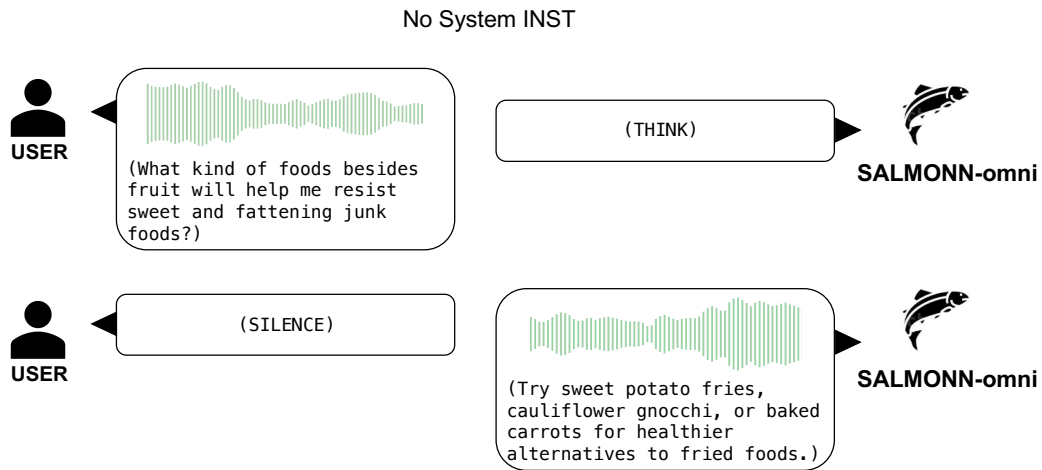 No System INST
USER
(What kind of foods besides
fruit will help me resist
sweet and fattening junk
foods?)
(THINK)
SALMONN-omni
USER
(SILENCE)
(Try sweet potato fries,
cauliflower gnocchi, or baked
carrots for healthier
alternatives to fried foods.)
SALMONN-omni